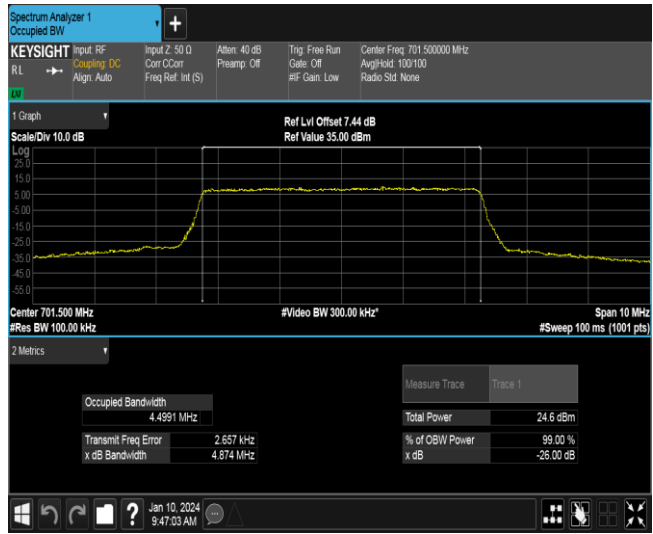 Spectrum Analyzer 1
Occupied BW
KEYSIGHT
R L
LXI
Input: RF
Coupling: DC
Align: Auto
Input Z: 50 Ω
Corr CCorr
Freq Ref: Int (S)
Atten: 40 dB
Preamp: Off
Trig: Free Run
Gate: Off
#IF Gain: Low
Center Freq: 701.500000 MHz
Avg|Hold: 100/100
Radio Std: None
1 Graph
Scale/Div 10.0 dB
Ref Lvl Offset 7.44 dB
Ref Value 35.00 dBm
Log
25.0
15.0
5.00
-5.00
-15.0
-25.0
-35.0
-45.0
-55.0
Center 701.500 MHz
#Video BW 300.00 kHz*
Span 10 MHz
#Res BW 100.00 kHz
#Sweep 100 ms (1001 pts)
2 Metrics
Measure Trace Trace 1
Occupied Bandwidth
4.4991 MHz
Total Power 24.6 dBm
Transmit Freq Error 2.657 kHz
% of OBW Power 99.00 %
x dB Bandwidth 4.874 MHz
x dB -26.00 dB
?
Jan 10, 2024
9:47:03 AM